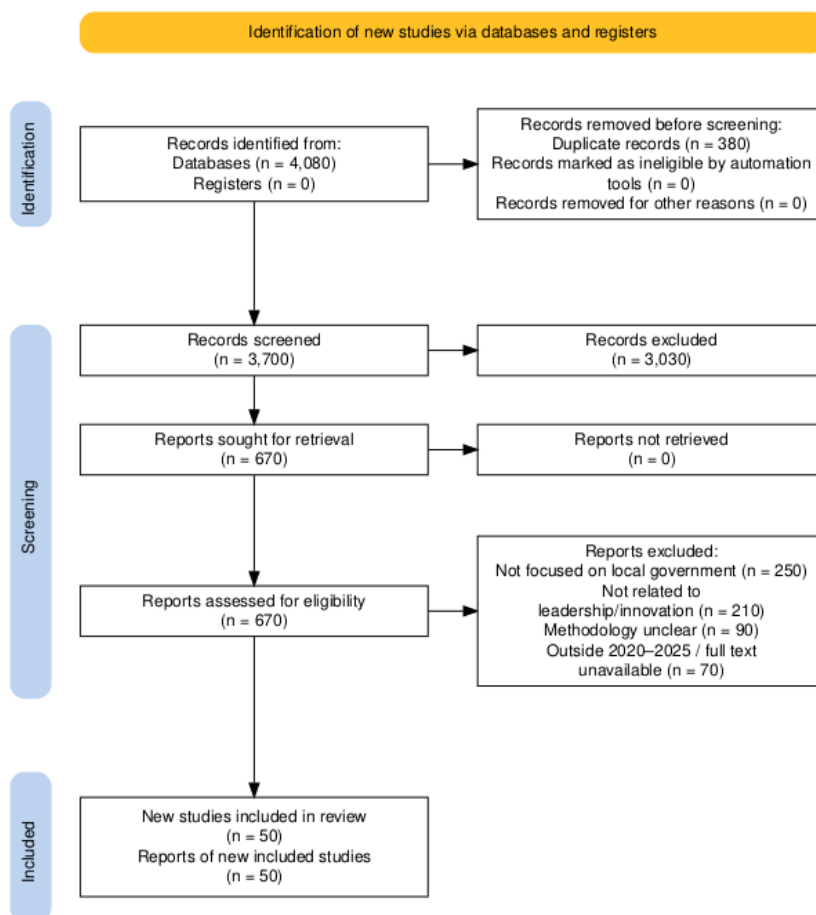 Identification of new studies via databases and registers
Identification
Records identified from:
Databases (n = 4,080)
Registers (n = 0)
Records removed before screening:
Duplicate records (n = 380)
Records marked as ineligible by automation
tools (n = 0)
Records removed for other reasons (n = 0)
Screening
Records screened
(n = 3,700)
Records excluded
(n = 3,030)
Reports sought for retrieval
(n = 670)
Reports not retrieved
(n = 0)
Reports assessed for eligibility
(n = 670)
Reports excluded:
Not focused on local government (n = 250)
Not related to
leadership/innovation (n = 210)
Methodology unclear (n = 90)
Outside 2020–2025 / full text
unavailable (n = 70)
Included
New studies included in review
(n = 50)
Reports of new included studies
(n = 50)